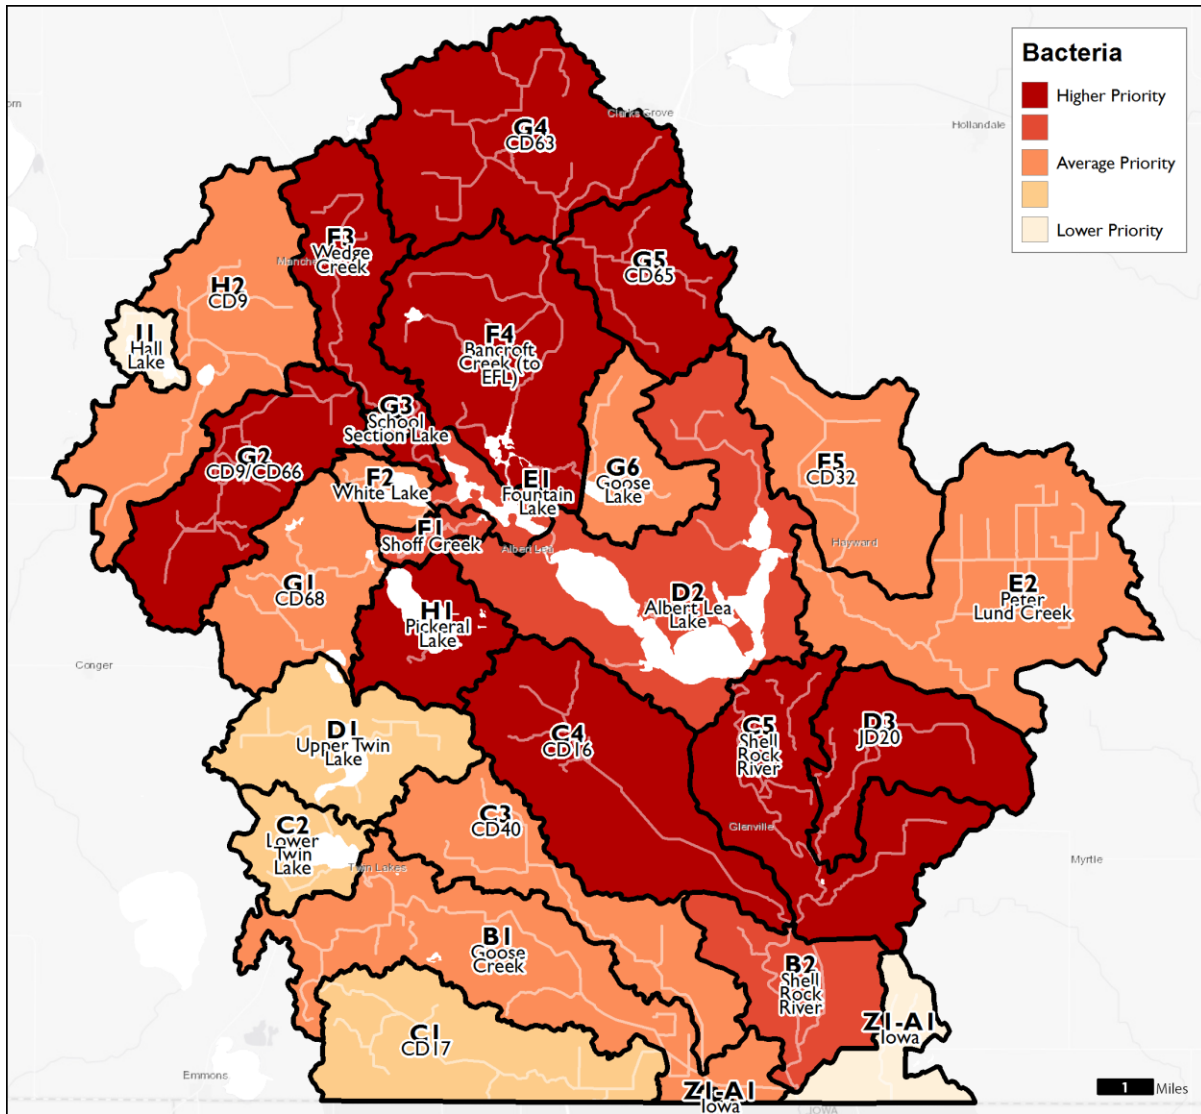 Bacteria
Higher Priority
Average Priority
Lower Priority
Clarks Grove
Hollandale
G4
CD63
F3
Wedge
Creek
G5
CD65
H2
CD9
I1
Hall
Lake
F4
Bancroft
Creek (to
EFL)
G3
School
Section Lake
G2
CD9/CD66
F2
White Lake
E1
Fountain
Lake
G6
Goose
Lake
F5
CD32
Hayward
F1
Shoff Creek
Albert Lea
G1
CD68
H1
Pickeral
Lake
D2
Albert Lea
Lake
E2
Peter
Lund Creek
Conger
D1
Upper Twin
Lake
C4
CD16
C5
Shell
Rock
River
D3
JD20
C2
Lower
Twin
Lake
C3
CD40
Glenville
Twin Lakes
Myrtle
B1
Goose
Creek
B2
Shell
Rock
River
Z1-A1
Iowa
C1
CD17
Emmons
Z1-A1
Iowa
1 Miles
IOWA